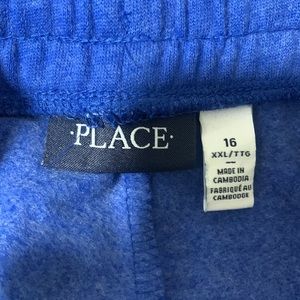 ·PLACE·
16
XXL/TTG
MADE IN
CAMBODIA
FABRIQUÉ AU
CAMBODGE